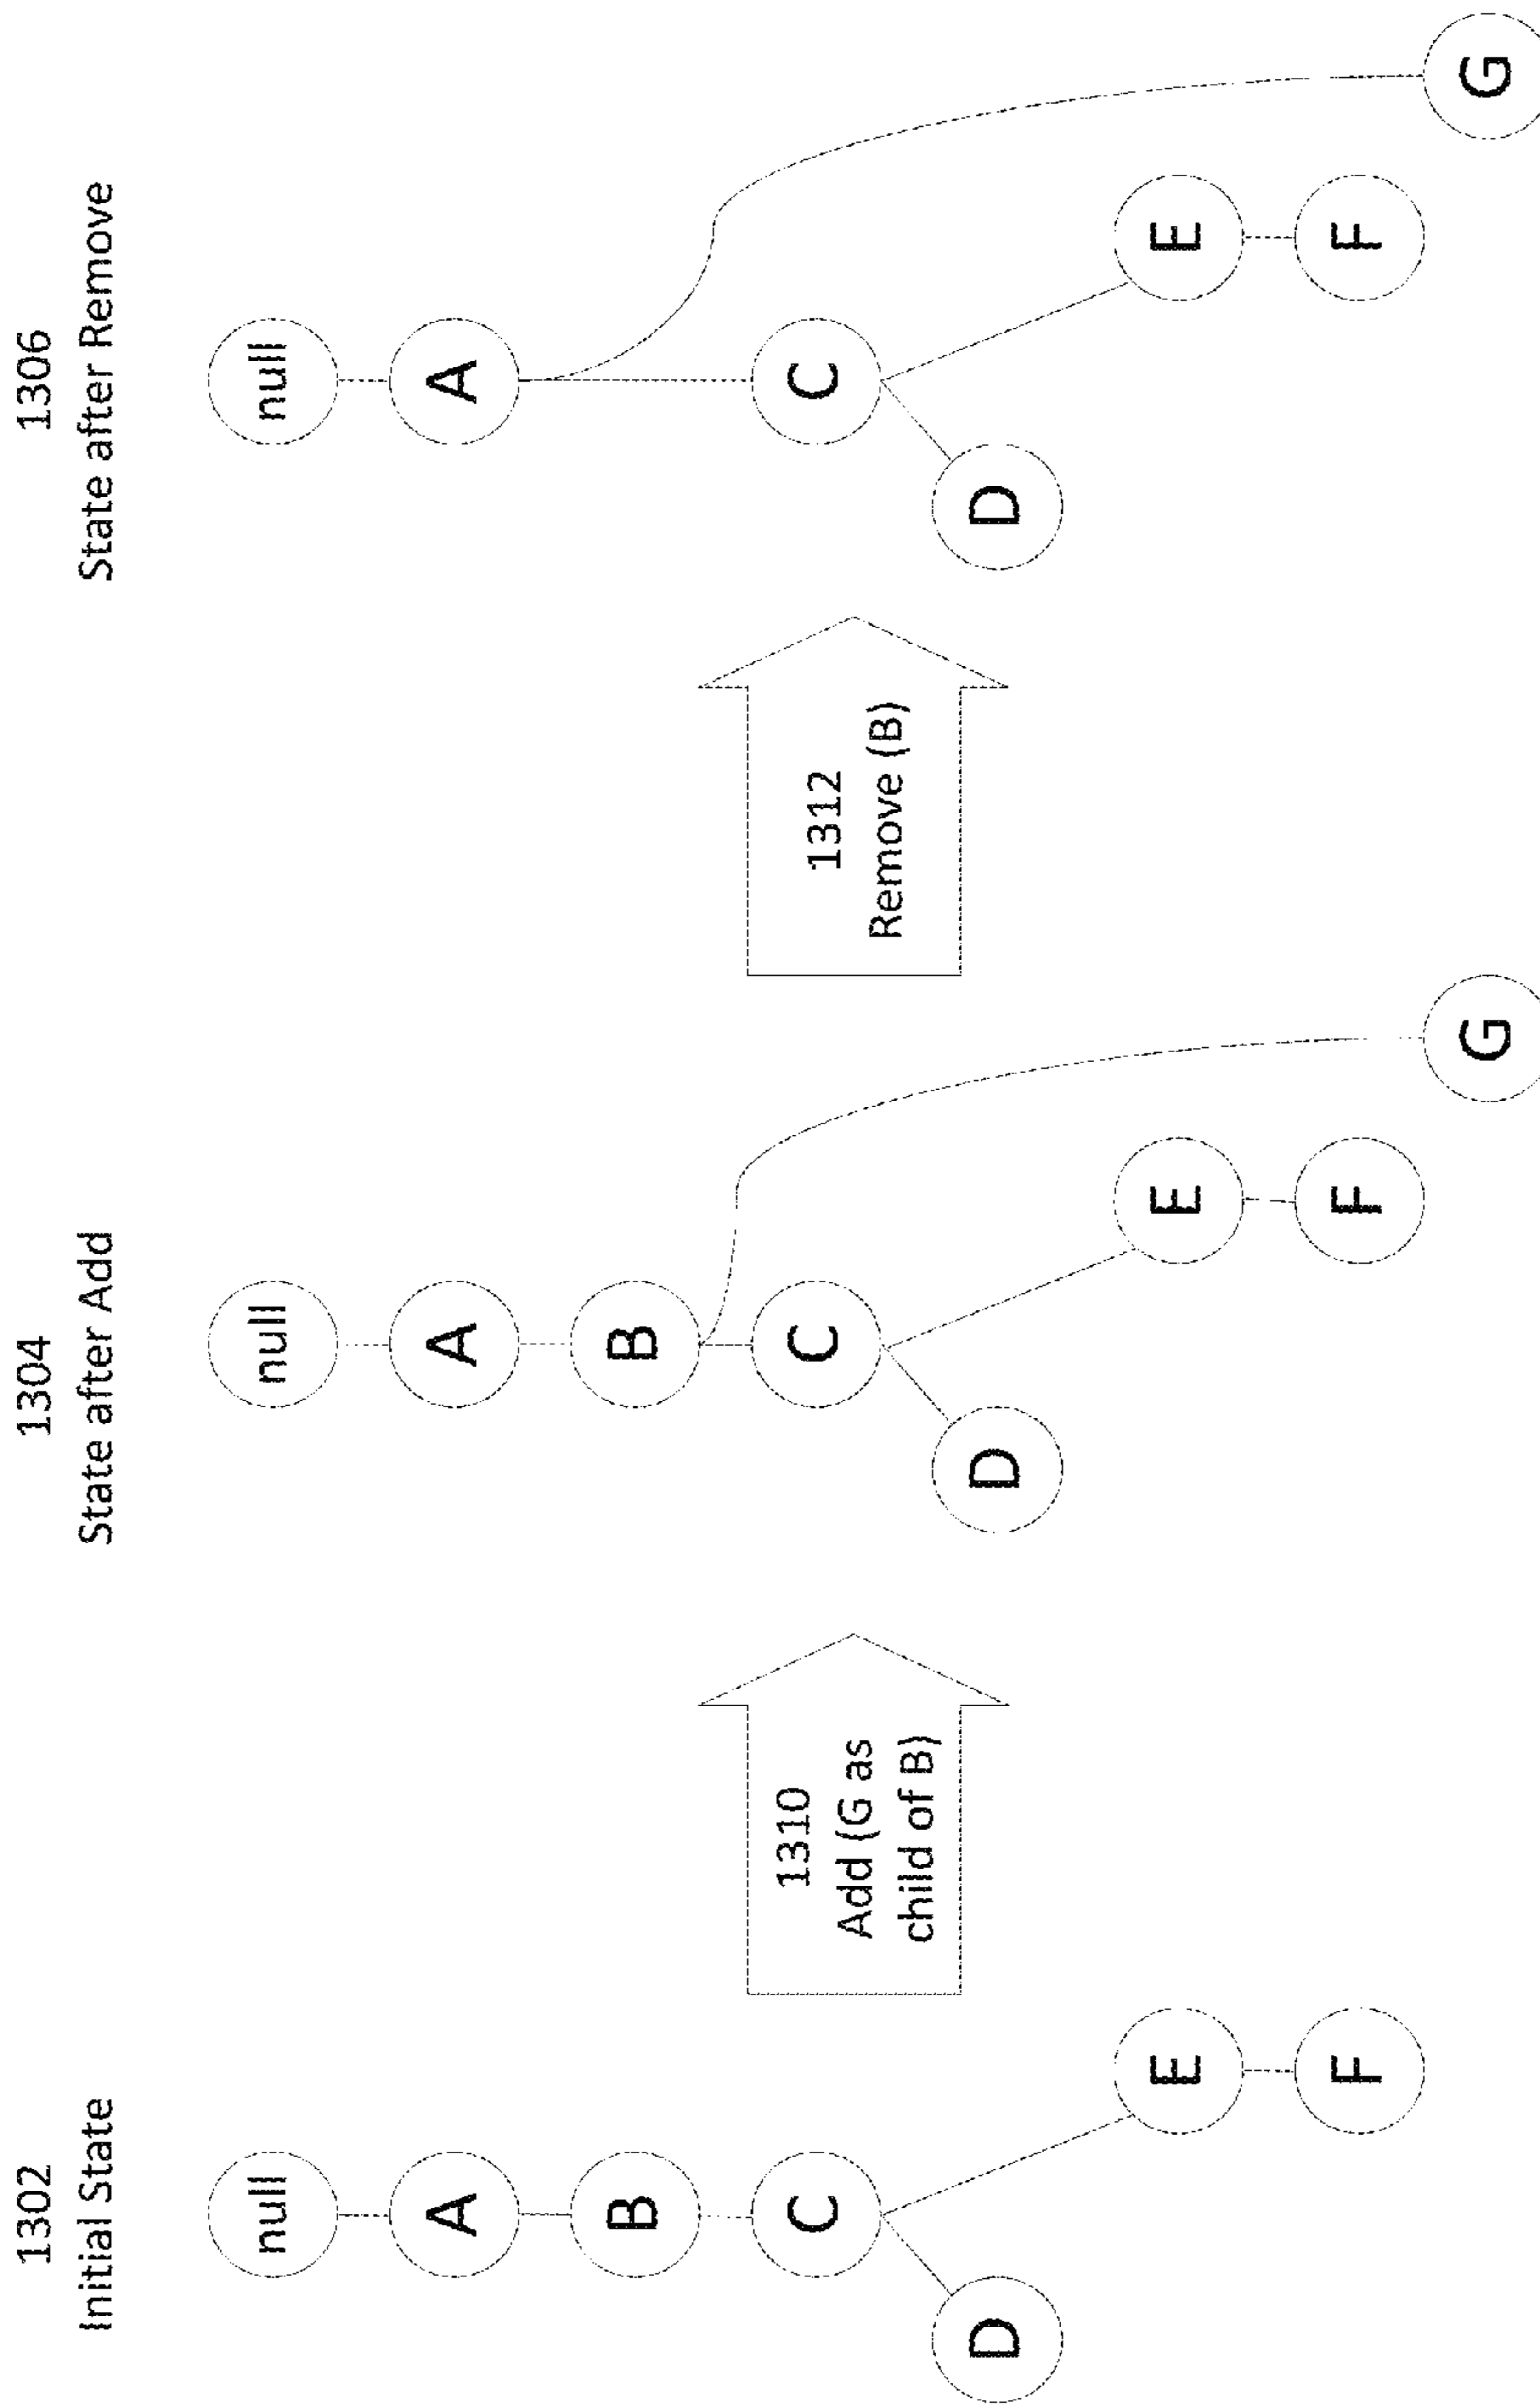 1302
Initial State
null
A
B
C
D
E
F
1310
Add (G as
child of B)
1304
State after Add
null
A
B
C
D
E
F
G
1312
Remove (B)
1306
State after Remove
null
A
C
D
E
F
G